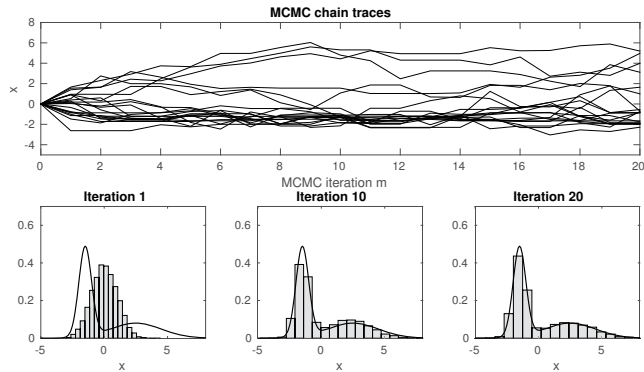 MCMC chain traces
8
6
4
2
0
-2
-4
x
0 2 4 6 8 10 12 14 16 18 20
MCMC iteration m
Iteration 1 Iteration 10 Iteration 20
0.6 0.6 0.6
0.4 0.4 0.4
0.2 0.2 0.2
0 0 0
-5 0 5 -5 0 5 -5 0 5
x x x